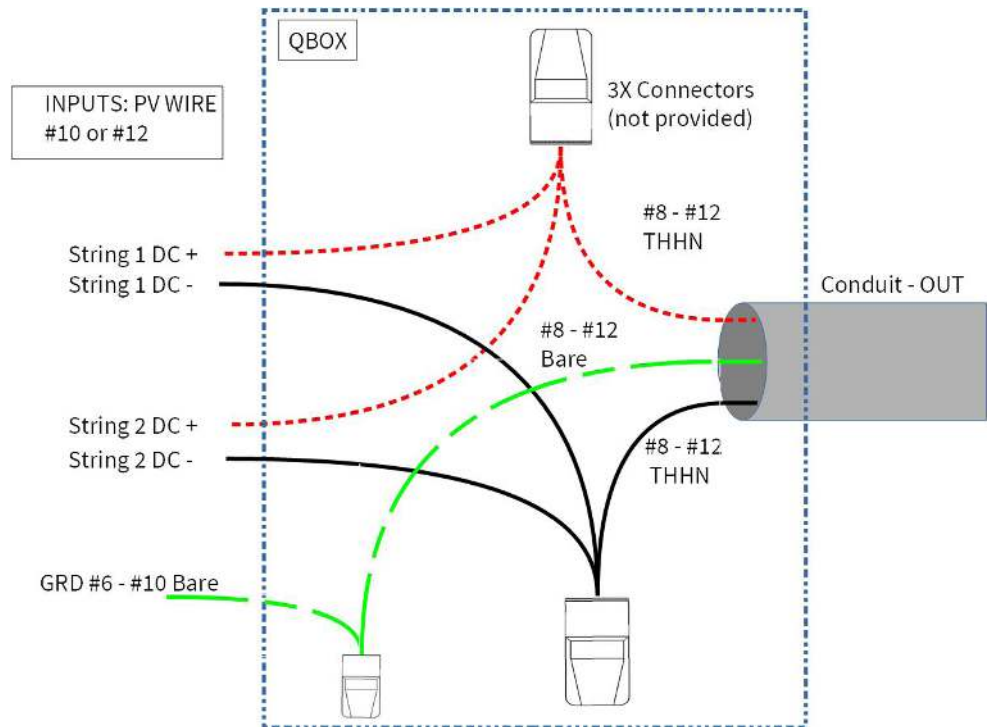 QBOX
INPUTS: PV WIRE
#10 or #12
3X Connectors
(not provided)
#8 - #12
THHN
String 1 DC +
String 1 DC -
Conduit - OUT
#8 - #12
Bare
String 2 DC +
String 2 DC -
#8 - #12
THHN
GRD #6 - #10 Bare